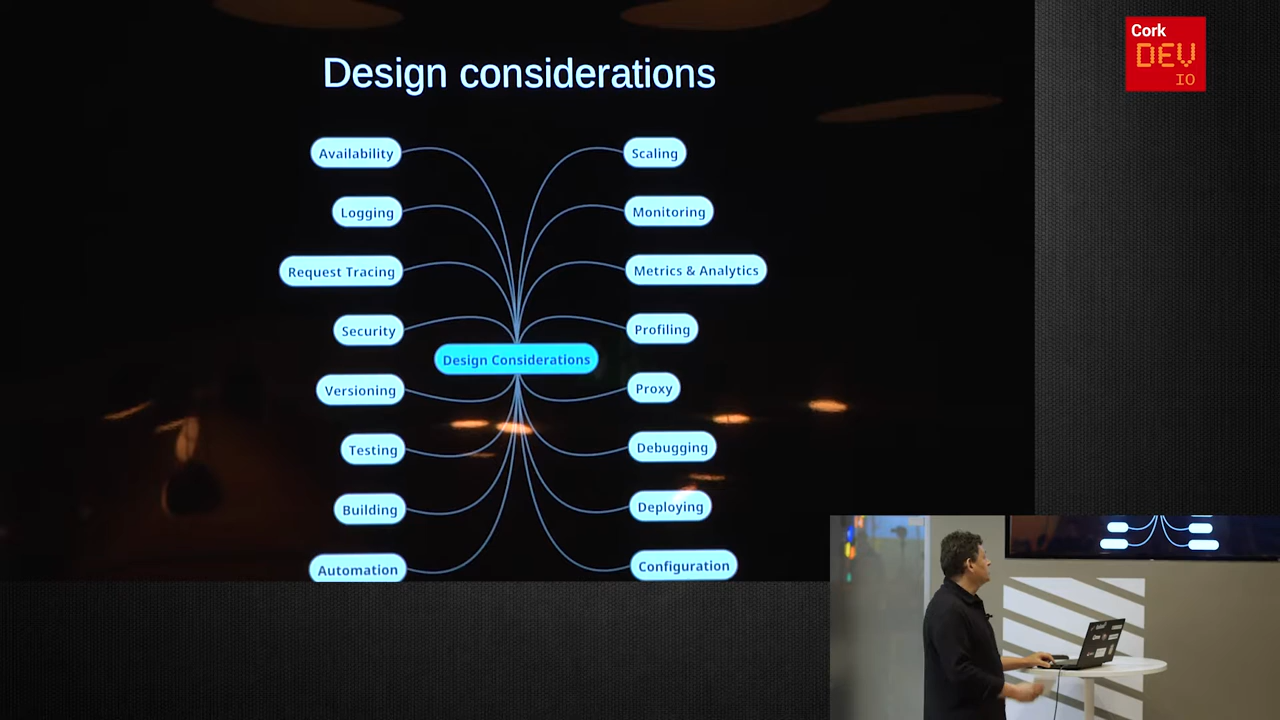 Cork
DEV
IO
Design considerations
Availability
Scaling
Logging
Monitoring
Request Tracing
Metrics & Analytics
Security
Profiling
Design Considerations
Versioning
Proxy
Testing
Debugging
Building
Deploying
Automation
Configuration